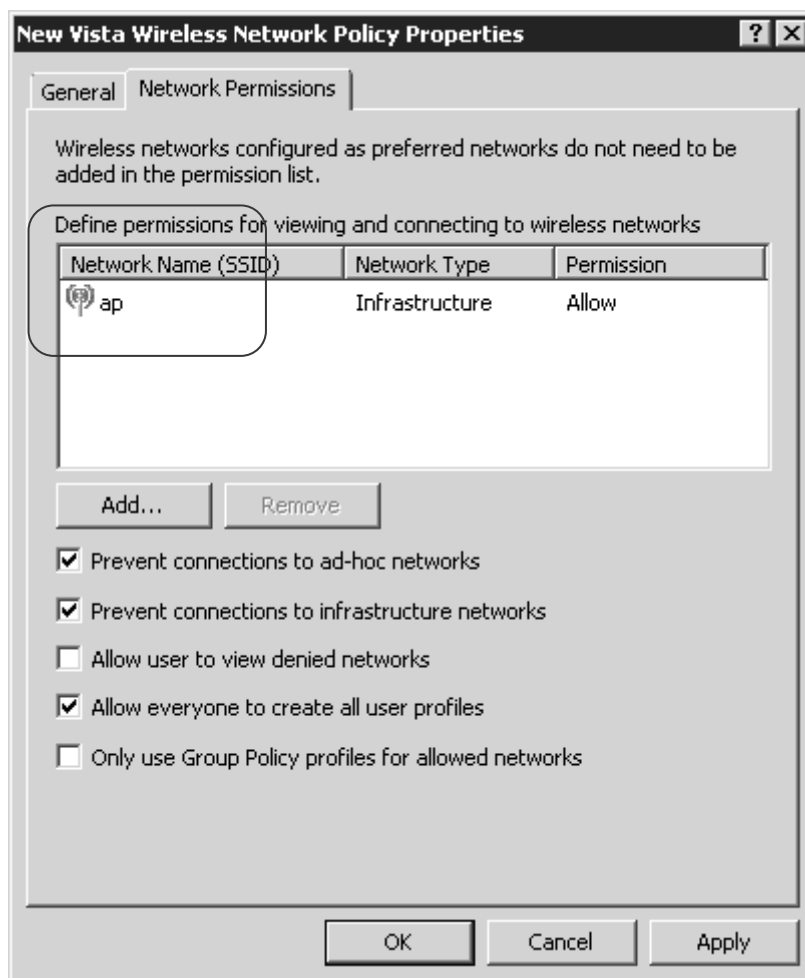 New Vista Wireless Network Policy Properties ? X
General Network Permissions
Wireless networks configured as preferred networks do not need to be
added in the permission list.
Define permissions for viewing and connecting to wireless networks
Network Name (SSID) Network Type Permission
ap Infrastructure Allow
Add... Remove
Prevent connections to ad-hoc networks
Prevent connections to infrastructure networks
Allow user to view denied networks
Allow everyone to create all user profiles
Only use Group Policy profiles for allowed networks
OK Cancel Apply